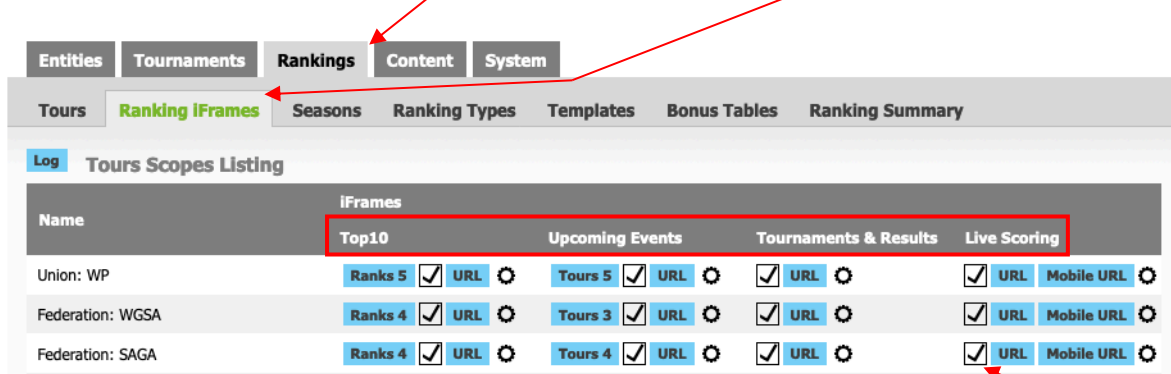 Entities Tournaments Rankings Content System
Tours Ranking iFrames Seasons Ranking Types Templates Bonus Tables Ranking Summary
Log Tours Scopes Listing
Name iFrames
Top10 Upcoming Events Tournaments & Results Live Scoring
Union: WP Ranks 5 URL Tours 5 URL URL URL Mobile URL
Federation: WGSA Ranks 4 URL Tours 3 URL URL URL Mobile URL
Federation: SAGA Ranks 4 URL Tours 4 URL URL URL Mobile URL